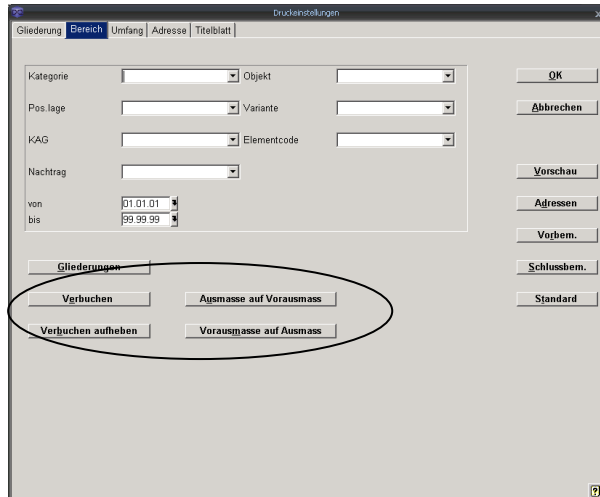 Druckeinstellungen
Gliederung Bereich Umfang Adresse Titelblatt
Kategorie Objekt OK
Pos.lage Variante Abbrechen
KAG Elementcode
Nachtrag Vorschau
von 01.01.01 Adressen
bis 99.99.99
Vorbem.
Gliederungen Schlussbem.
Verbuchen Ausmasse auf Vorausmass Standard
Verbuchen aufheben Vorausmasse auf Ausmass
?